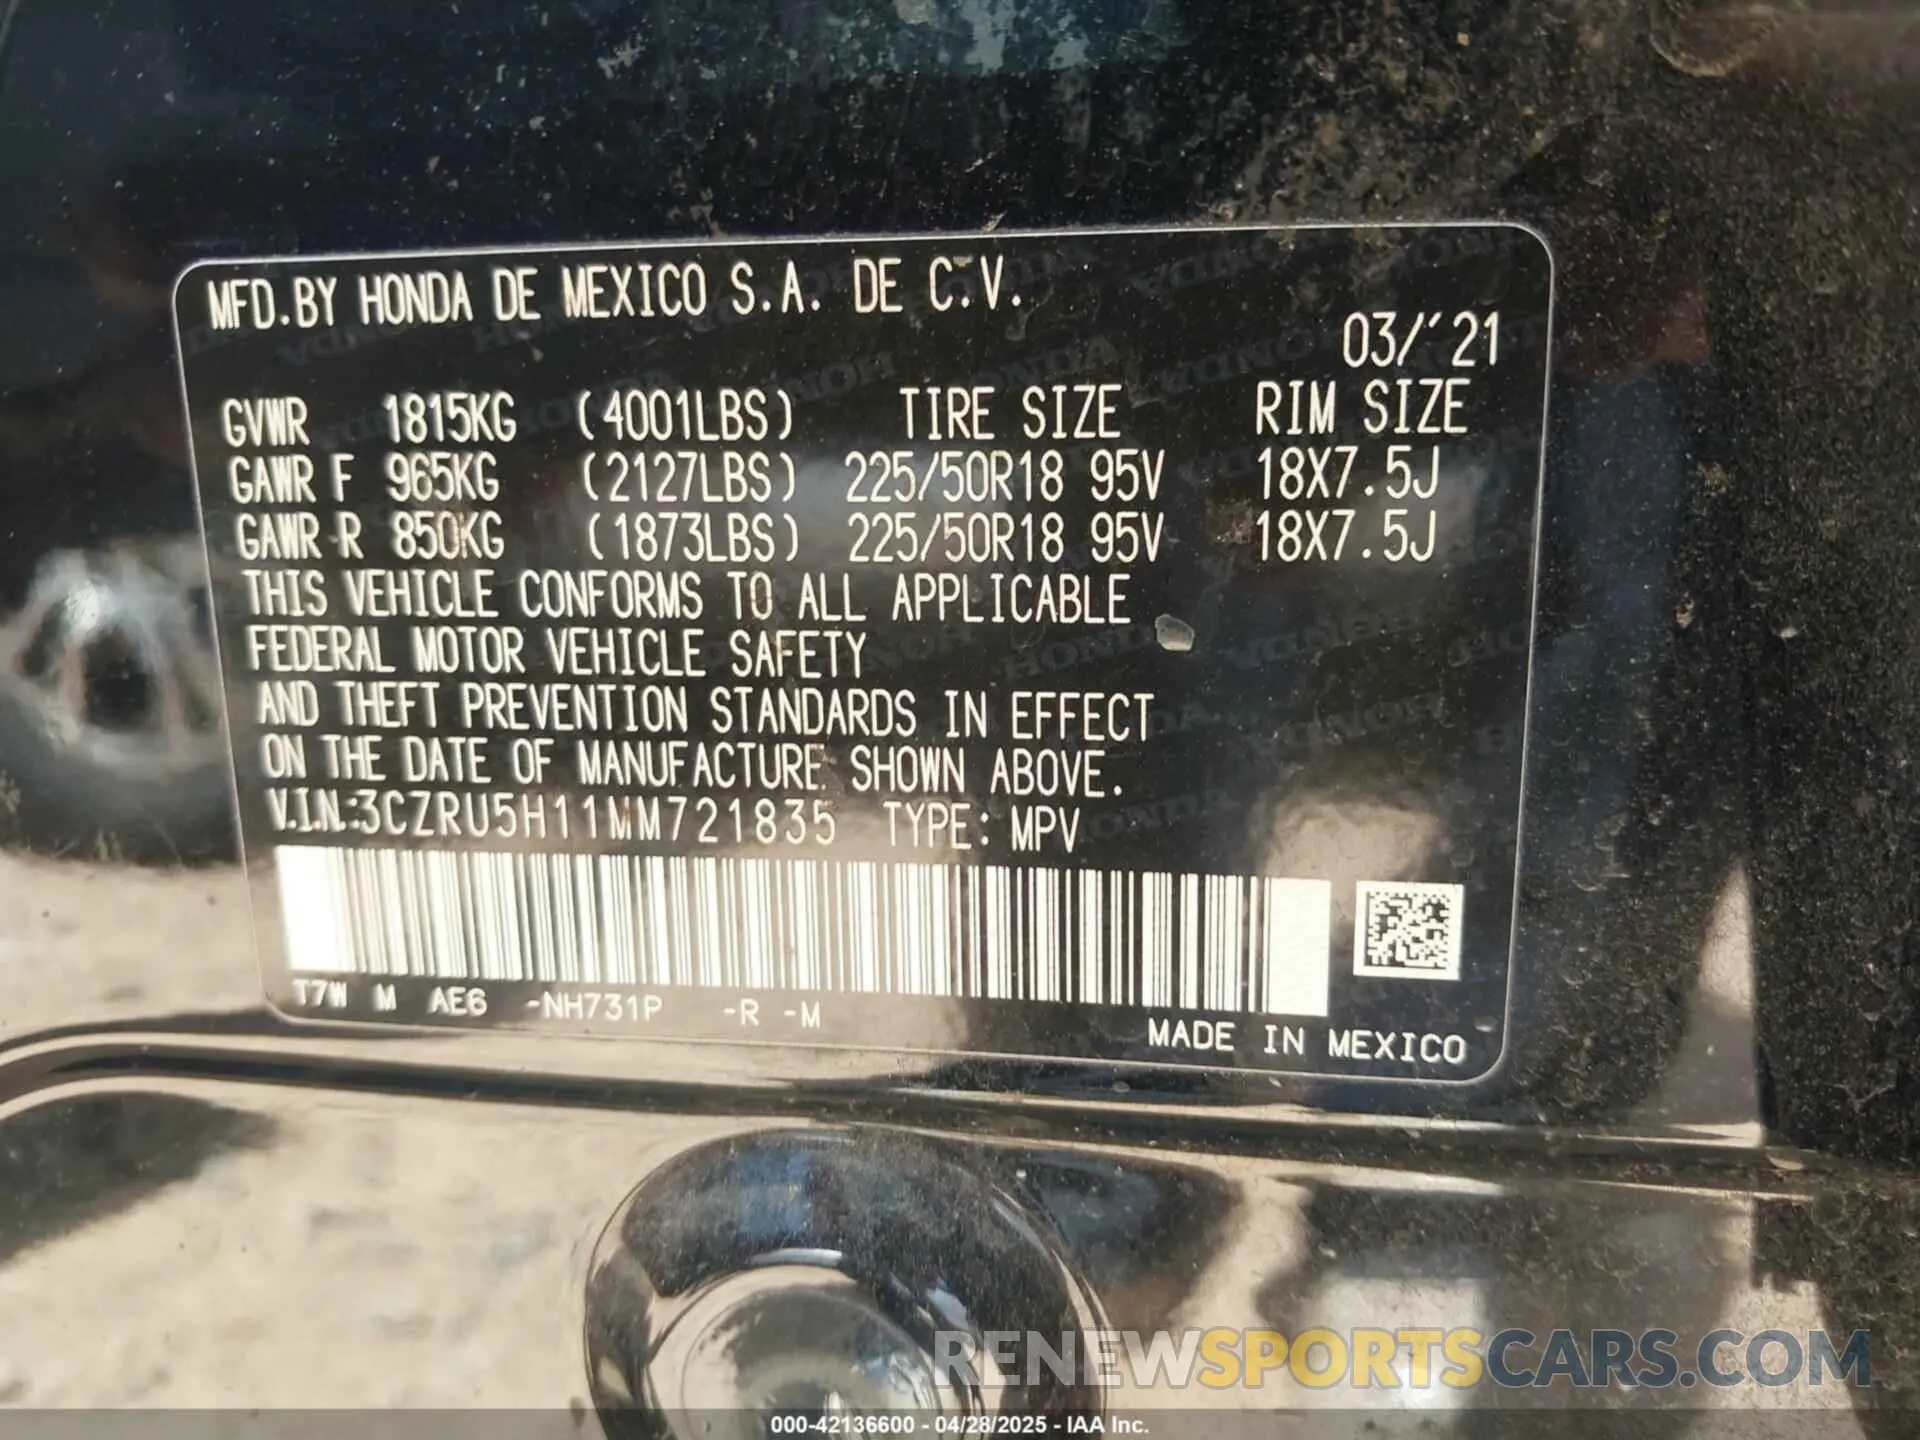 MFD.BY HONDA DE MEXICO S.A. DE C.V.
03/´21
GVWR 1815KG (4001LBS) TIRE SIZE RIM SIZE
GAWR F 965KG (2127LBS) 225/50R18 95V 18X7.5J
GAWR R 850KG (1873LBS) 225/50R18 95V 18X7.5J
THIS VEHICLE CONFORMS TO ALL APPLICABLE
FEDERAL MOTOR VEHICLE SAFETY
AND THEFT PREVENTION STANDARDS IN EFFECT
ON THE DATE OF MANUFACTURE SHOWN ABOVE.
V.I.N.:3CZRU5H11MM721835 TYPE: MPV
T7W M AE6 -NH731P -R -M
MADE IN MEXICO
RENEWSPORTSCARS.COM
000-42136600 - 04/28/2025 - IAA Inc.